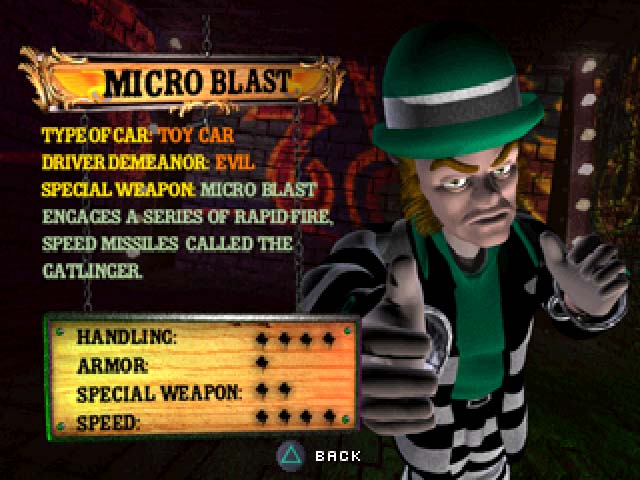 MICRO BLAST
TYPE OF CAR: TOY CAR
DRIVER DEMEANOR: EVIL
SPECIAL WEAPON: MICRO BLAST
ENGAGES A SERIES OF RAPID-FIRE,
SPEED MISSILES CALLED THE
GATLINGER.
HANDLING:
ARMOR:
SPECIAL WEAPON:
SPEED:
BACK